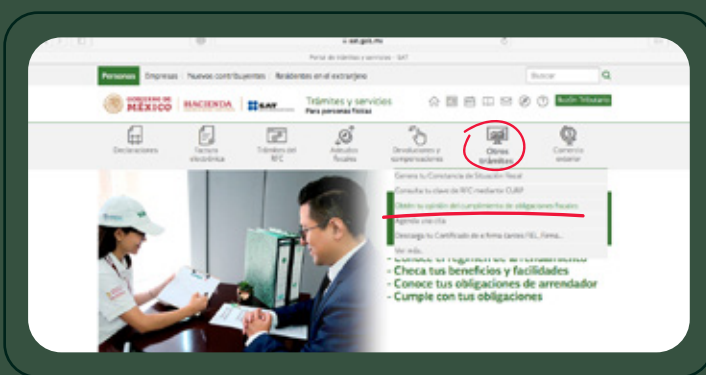 sat.gob.mx
Portal de trámites y servicios - SAT
Personas Empresas Nuevos contribuyentes Residentes en el extranjero Buscar
GOBIERNO DE MÉXICO HACIENDA SAT Trámites y servicios Buzón Tributario
Para personas físicas
Declaraciones Factura electrónica Trámites del RFC Adeudos fiscales Devoluciones y compensaciones Otros trámites Comercio exterior
Genera tu Constancia de Situación Fiscal
Consulta tu clave de RFC mediante CURP
Obtén tu opinión del cumplimiento de obligaciones fiscales
Agenda una cita
Descarga tu Certificado de e.firma (antes FIEL, Firma...
Ver más...
- Conoce el régimen de arrendamiento
- Checa tus beneficios y facilidades
- Conoce tus obligaciones de arrendador
- Cumple con tus obligaciones